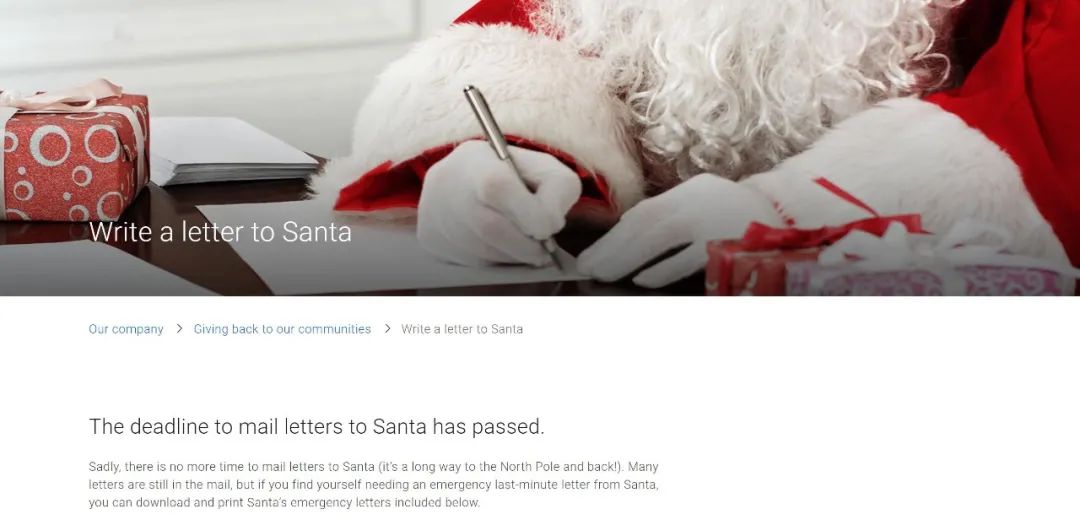 Write a letter to Santa
Our company > Giving back to our communities > Write a letter to Santa
The deadline to mail letters to Santa has passed.
Sadly, there is no more time to mail letters to Santa (it's a long way to the North Pole and back!). Many
letters are still in the mail, but if you find yourself needing an emergency last-minute letter from Santa,
you can download and print Santa's emergency letters included below.